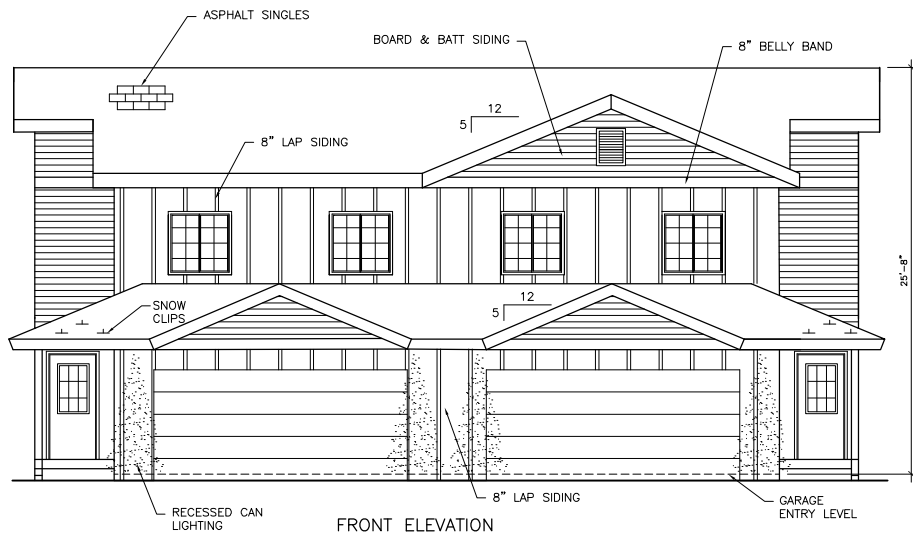 ASPHALT SINGLES
BOARD & BATT SIDING
8" BELLY BAND
12
5
8" LAP SIDING
25'-8"
SNOW
CLIPS
12
5
8" LAP SIDING
RECESSED CAN
LIGHTING
GARAGE
ENTRY LEVEL
FRONT ELEVATION